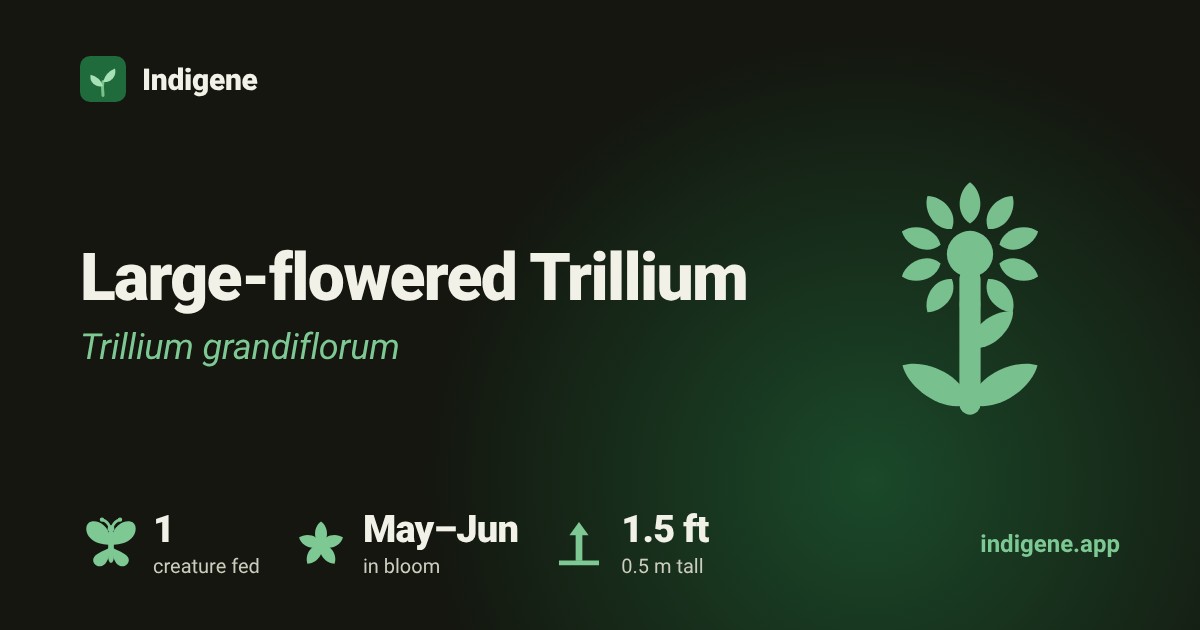 Indigene
Large-flowered Trillium
Trillium grandiflorum
1
creature fed
May–Jun
in bloom
1.5 ft
0.5 m tall
indigene.app